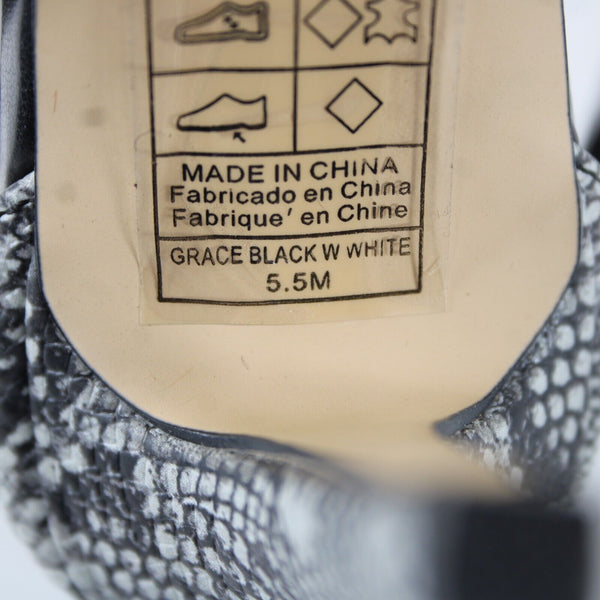 MADE IN CHINA
Fabricado en China
Fabrique' en Chine
GRACE BLACK W WHITE
5.5M